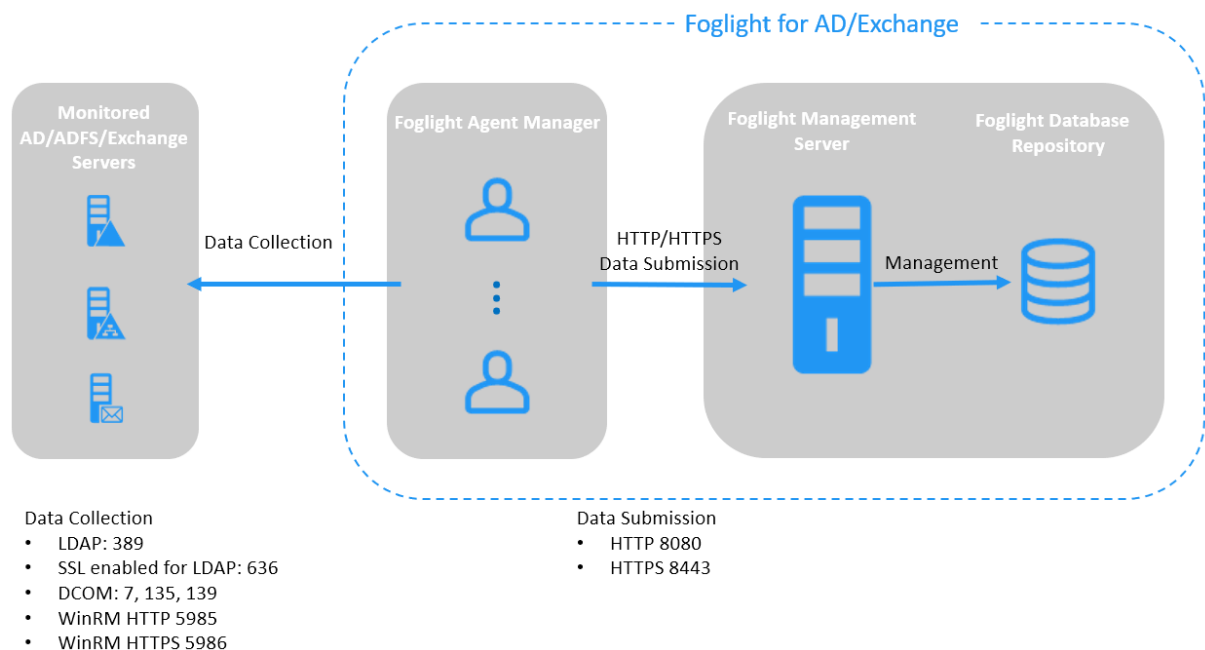 Foglight for AD/Exchange
Monitored
AD/ADFS/Exchange
Servers
Foglight Agent Manager
Foglight Management
Server
Foglight Database
Repository
Data Collection
HTTP/HTTPS
Data Submission
Management
Data Collection
• LDAP: 389
• SSL enabled for LDAP: 636
• DCOM: 7, 135, 139
• WinRM HTTP 5985
• WinRM HTTPS 5986
Data Submission
• HTTP 8080
• HTTPS 8443